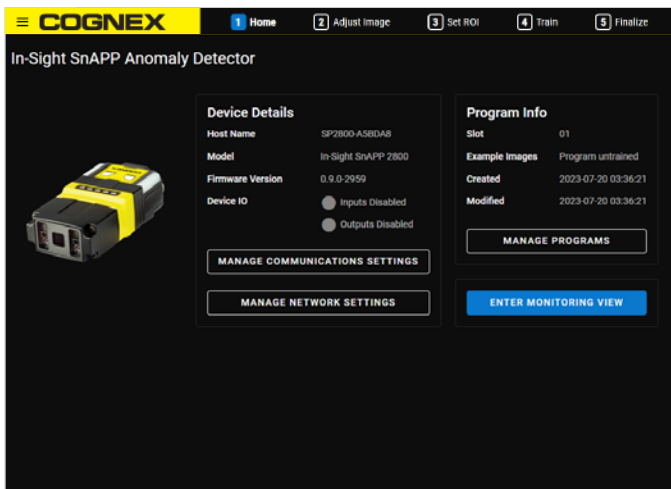 COGNEX
1 Home
2 Adjust Image
3 Set ROI
4 Train
5 Finalize
In-Sight SnAPP Anomaly Detector
Device Details
Host Name SP2800-A5BDA8
Model In-Sight SnAPP 2800
Firmware Version 0.9.0-2959
Device IO Inputs Disabled
Outputs Disabled
MANAGE COMMUNICATIONS SETTINGS
MANAGE NETWORK SETTINGS
Program Info
Slot 01
Example Images Program untrained
Created 2023-07-20 03:36:21
Modified 2023-07-20 03:36:21
MANAGE PROGRAMS
ENTER MONITORING VIEW